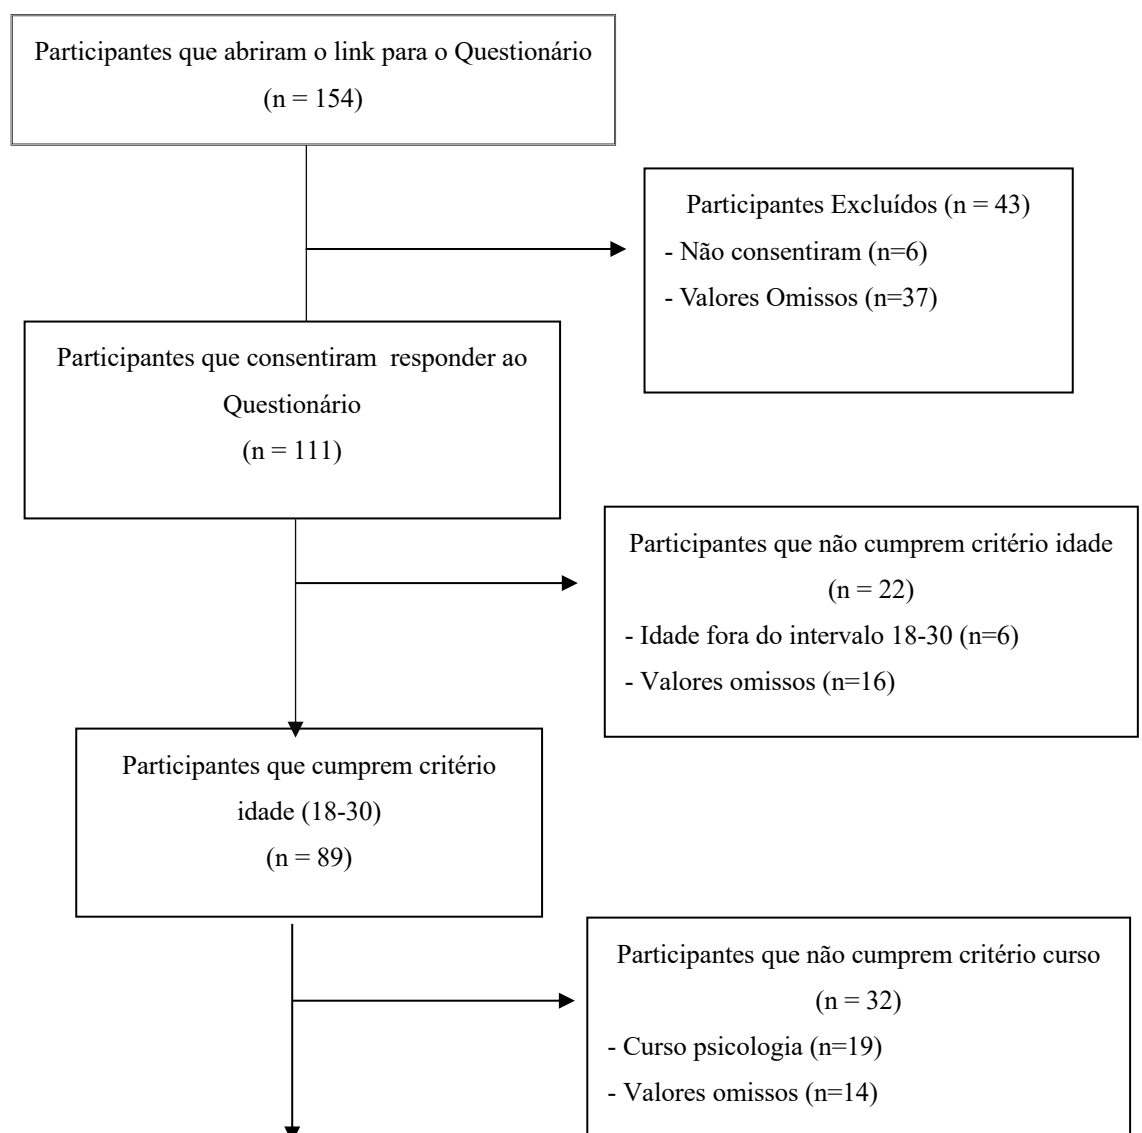 Participantes que abriram o link para o Questionário
(n = 154)
Participantes Excluídos (n = 43)
- Não consentiram (n=6)
- Valores Omissos (n=37)
Participantes que consentiram  responder ao
Questionário
(n = 111)
Participantes que não cumprem critério idade
(n = 22)
- Idade fora do intervalo 18-30 (n=6)
- Valores omissos (n=16)
Participantes que cumprem critério
idade (18-30)
(n = 89)
Participantes que não cumprem critério curso
(n = 32)
- Curso psicologia (n=19)
- Valores omissos (n=14)